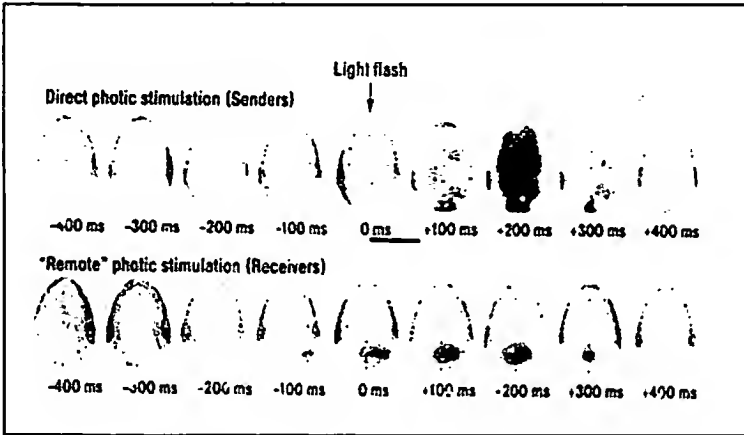 Light flash
Direct photic stimulation (Senders)
-400 ms -300 ms -200 ms -100 ms 0 ms +100 ms +200 ms +300 ms +400 ms
"Remote" photic stimulation (Receivers)
-400 ms -300 ms -200 ms -100 ms 0 ms +100 ms +200 ms +300 ms +400 ms